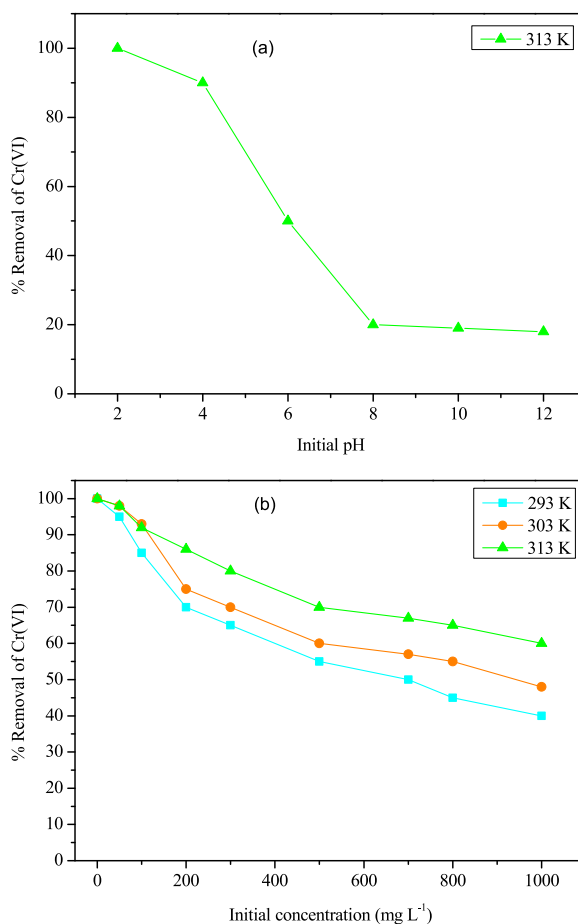 (a)
313 K
100
80
60
40
20
0
% Removal of Cr(VI)
2 4 6 8 10 12
Initial pH
(b)
293 K
303 K
313 K
100
90
80
70
60
50
40
30
20
10
0
% Removal of Cr(VI)
0 200 400 600 800 1000
Initial concentration (mg L⁻¹)